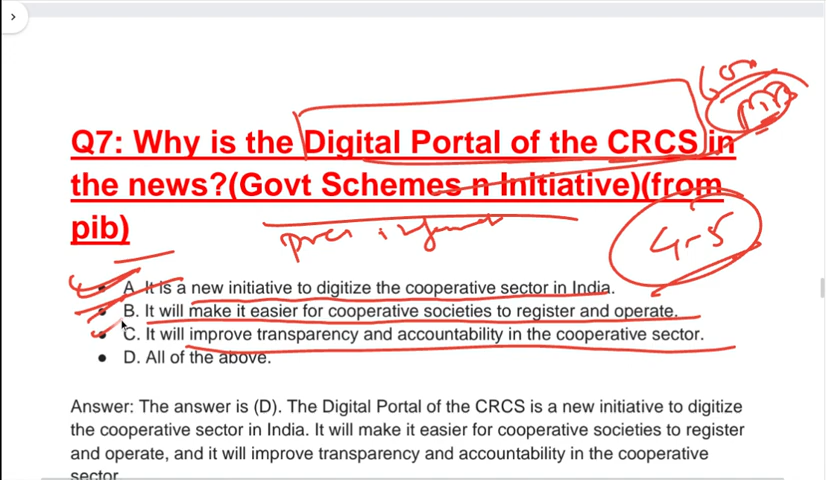 Q7: Why is the Digital Portal of the CRCS in
the news?(Govt Schemes n Initiative)(from
pib)
4-5
A. It is a new initiative to digitize the cooperative sector in India.
B. It will make it easier for cooperative societies to register and operate.
C. It will improve transparency and accountability in the cooperative sector.
D. All of the above.
Answer: The answer is (D). The Digital Portal of the CRCS is a new initiative to digitize
the cooperative sector in India. It will make it easier for cooperative societies to register
and operate, and it will improve transparency and accountability in the cooperative
sector